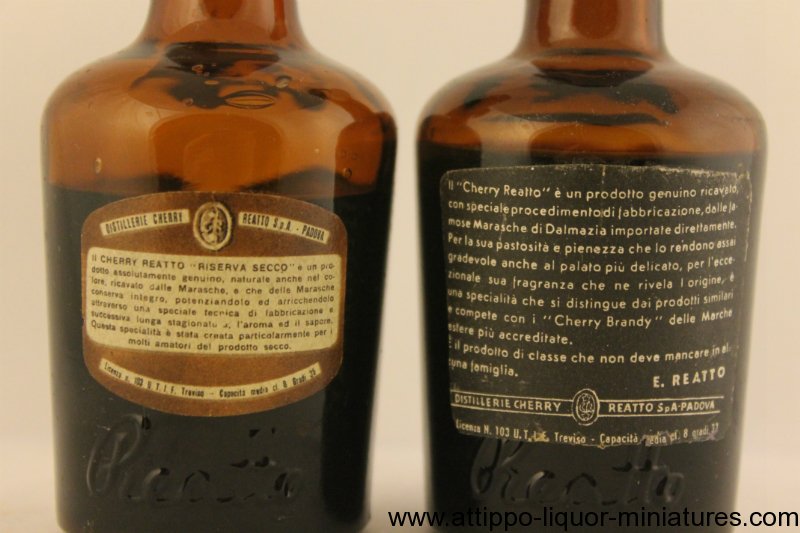 DISTILLERIE CHERRY REATTO S.p.A. - PADOVA
Il CHERRY REATTO "RISERVA SECCO" è un pro-
dotto assolutamente genuino, naturale anche nel co-
lore, ricavato dalle Marasche, e che delle Marasche
conserva integro, potenziandolo ed arricchendolo
attraverso una speciale tecnica di fabbricazione e
successiva lunga stagionatura, l'aroma ed il sapore.
Questa specialità è stata creata particolarmente per i
molti amatori del prodotto secco.
Licenza n. 103 U.T.I.F. Treviso - Capacità media cl. 8 Gradi 35
Reatto
Il "Cherry Reatto" è un prodotto genuino ricavato,
con speciale procedimento di fabbricazione, dalle fa-
mose Marasche di Dalmazia importate direttamente.
Per la sua pastosità e pienezza che lo rendono assai
gradevole anche al palato più delicato, per l'ecce-
zionale sua fragranza che ne rivela l'origine, è
una specialità che si distingue dai prodotti similari
e compete con i "Cherry Brandy" delle Marche
estere più accreditate.
È il prodotto di classe che non deve mancare in al-
cuna famiglia.
E. REATTO
DISTILLERIE CHERRY REATTO S.p.A-PADOVA
Licenza N. 103 U.T.I.F. Treviso - Capacità media cl. 8 gradi 33
Reatto
www.attippo-liquor-miniatures.com